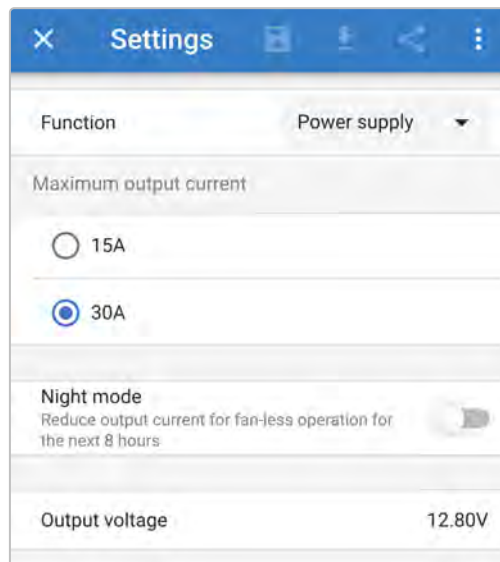 Settings
Function Power supply
Maximum output current
15A
30A
Night mode
Reduce output current for fan-less operation for
the next 8 hours
Output voltage 12.80V